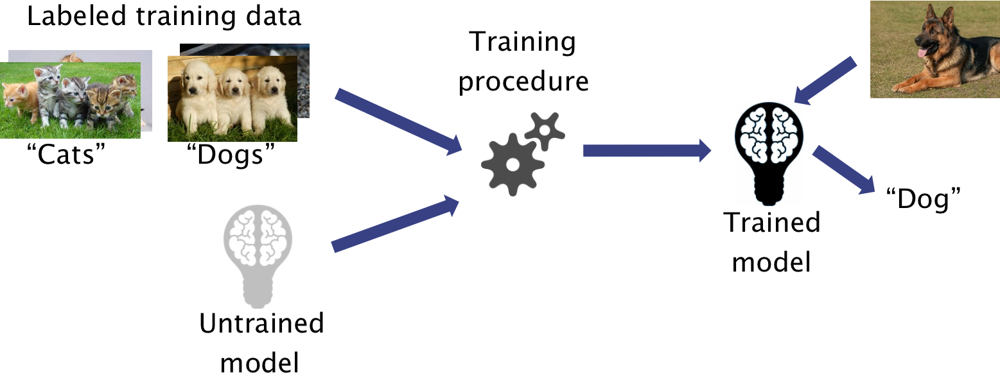 Labeled training data
“Cats”
“Dogs”
Untrained
model
Training
procedure
Trained
model
“Dog”